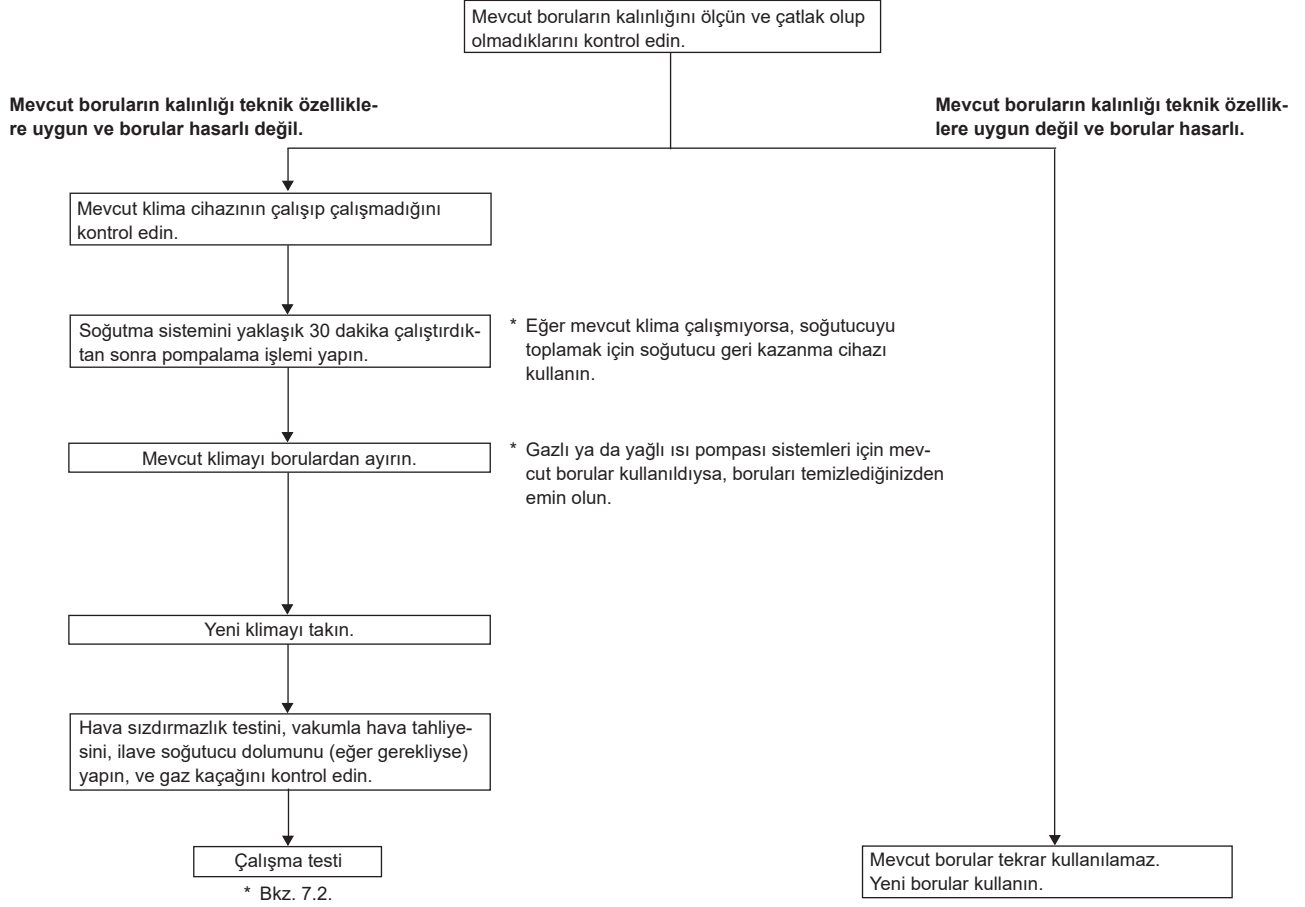 Mevcut boruların kalınlığını ölçün ve çatlak olup
olmadıklarını kontrol edin.
Mevcut boruların kalınlığı teknik özellikle-
re uygun ve borular hasarlı değil.
Mevcut boruların kalınlığı teknik özellik-
lere uygun değil ve borular hasarlı.
Mevcut klima cihazının çalışıp çalışmadığını
kontrol edin.
Soğutma sistemini yaklaşık 30 dakika çalıştırdık-
tan sonra pompalama işlemi yapın.
* Eğer mevcut klima çalışmıyorsa, soğutucuyu
toplamak için soğutucu geri kazanma cihazı
kullanın.
Mevcut klimayı borulardan ayırın.
* Gazlı ya da yağlı ısı pompası sistemleri için mev-
cut borular kullanıldıysa, boruları temizlediğinizden
emin olun.
Yeni klimayı takın.
Hava sızdırmazlık testini, vakumla hava tahliye-
sini, ilave soğutucu dolumunu (eğer gerekliyse)
yapın, ve gaz kaçağını kontrol edin.
Çalışma testi
* Bkz. 7.2.
Mevcut borular tekrar kullanılamaz.
Yeni borular kullanın.